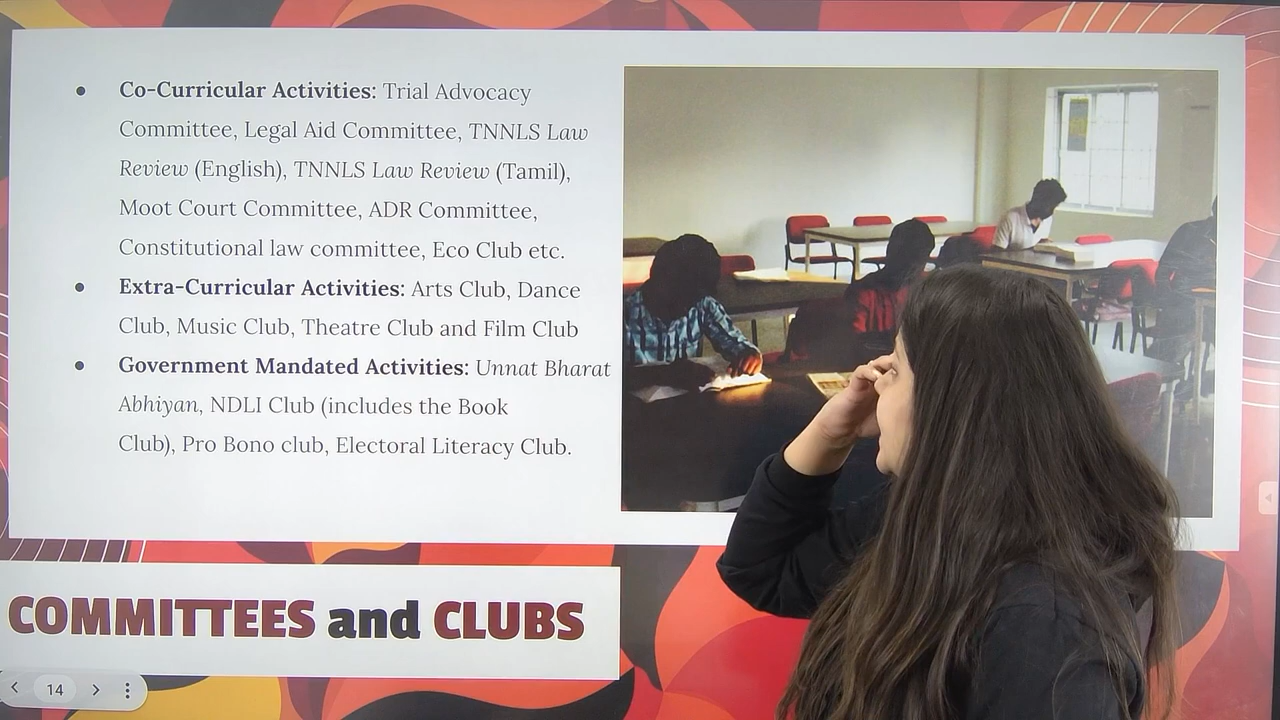 ● Co-Curricular Activities: Trial Advocacy
Committee, Legal Aid Committee, TNNLS Law
Review (English), TNNLS Law Review (Tamil),
Moot Court Committee, ADR Committee,
Constitutional law committee, Eco Club etc.
● Extra-Curricular Activities: Arts Club, Dance
Club, Music Club, Theatre Club and Film Club
● Government Mandated Activities: Unnat Bharat
Abhiyan, NDLI Club (includes the Book
Club), Pro Bono club, Electoral Literacy Club.
COMMITTEES and CLUBS
14